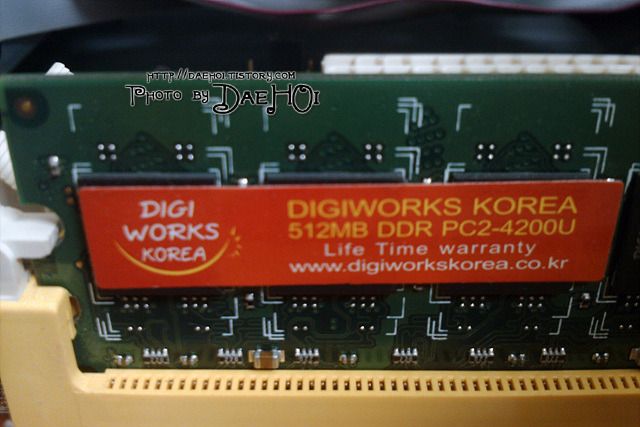 http://daehoi.tistory.com
Photo by DaeHOi
DIGI
WORKS
KOREA
DIGIWORKS KOREA
512MB DDR PC2-4200U
Life Time warranty
www.digiworkskorea.co.kr